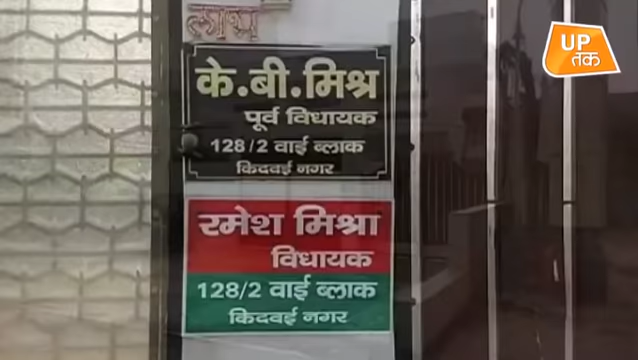 लाभ
UP
तक
के.बी.मिश्र
पूर्व विधायक
128/2 वाई ब्लाक
किदवई नगर
रमेश मिश्रा
विधायक
128/2 वाई ब्लाक
किदवई नगर